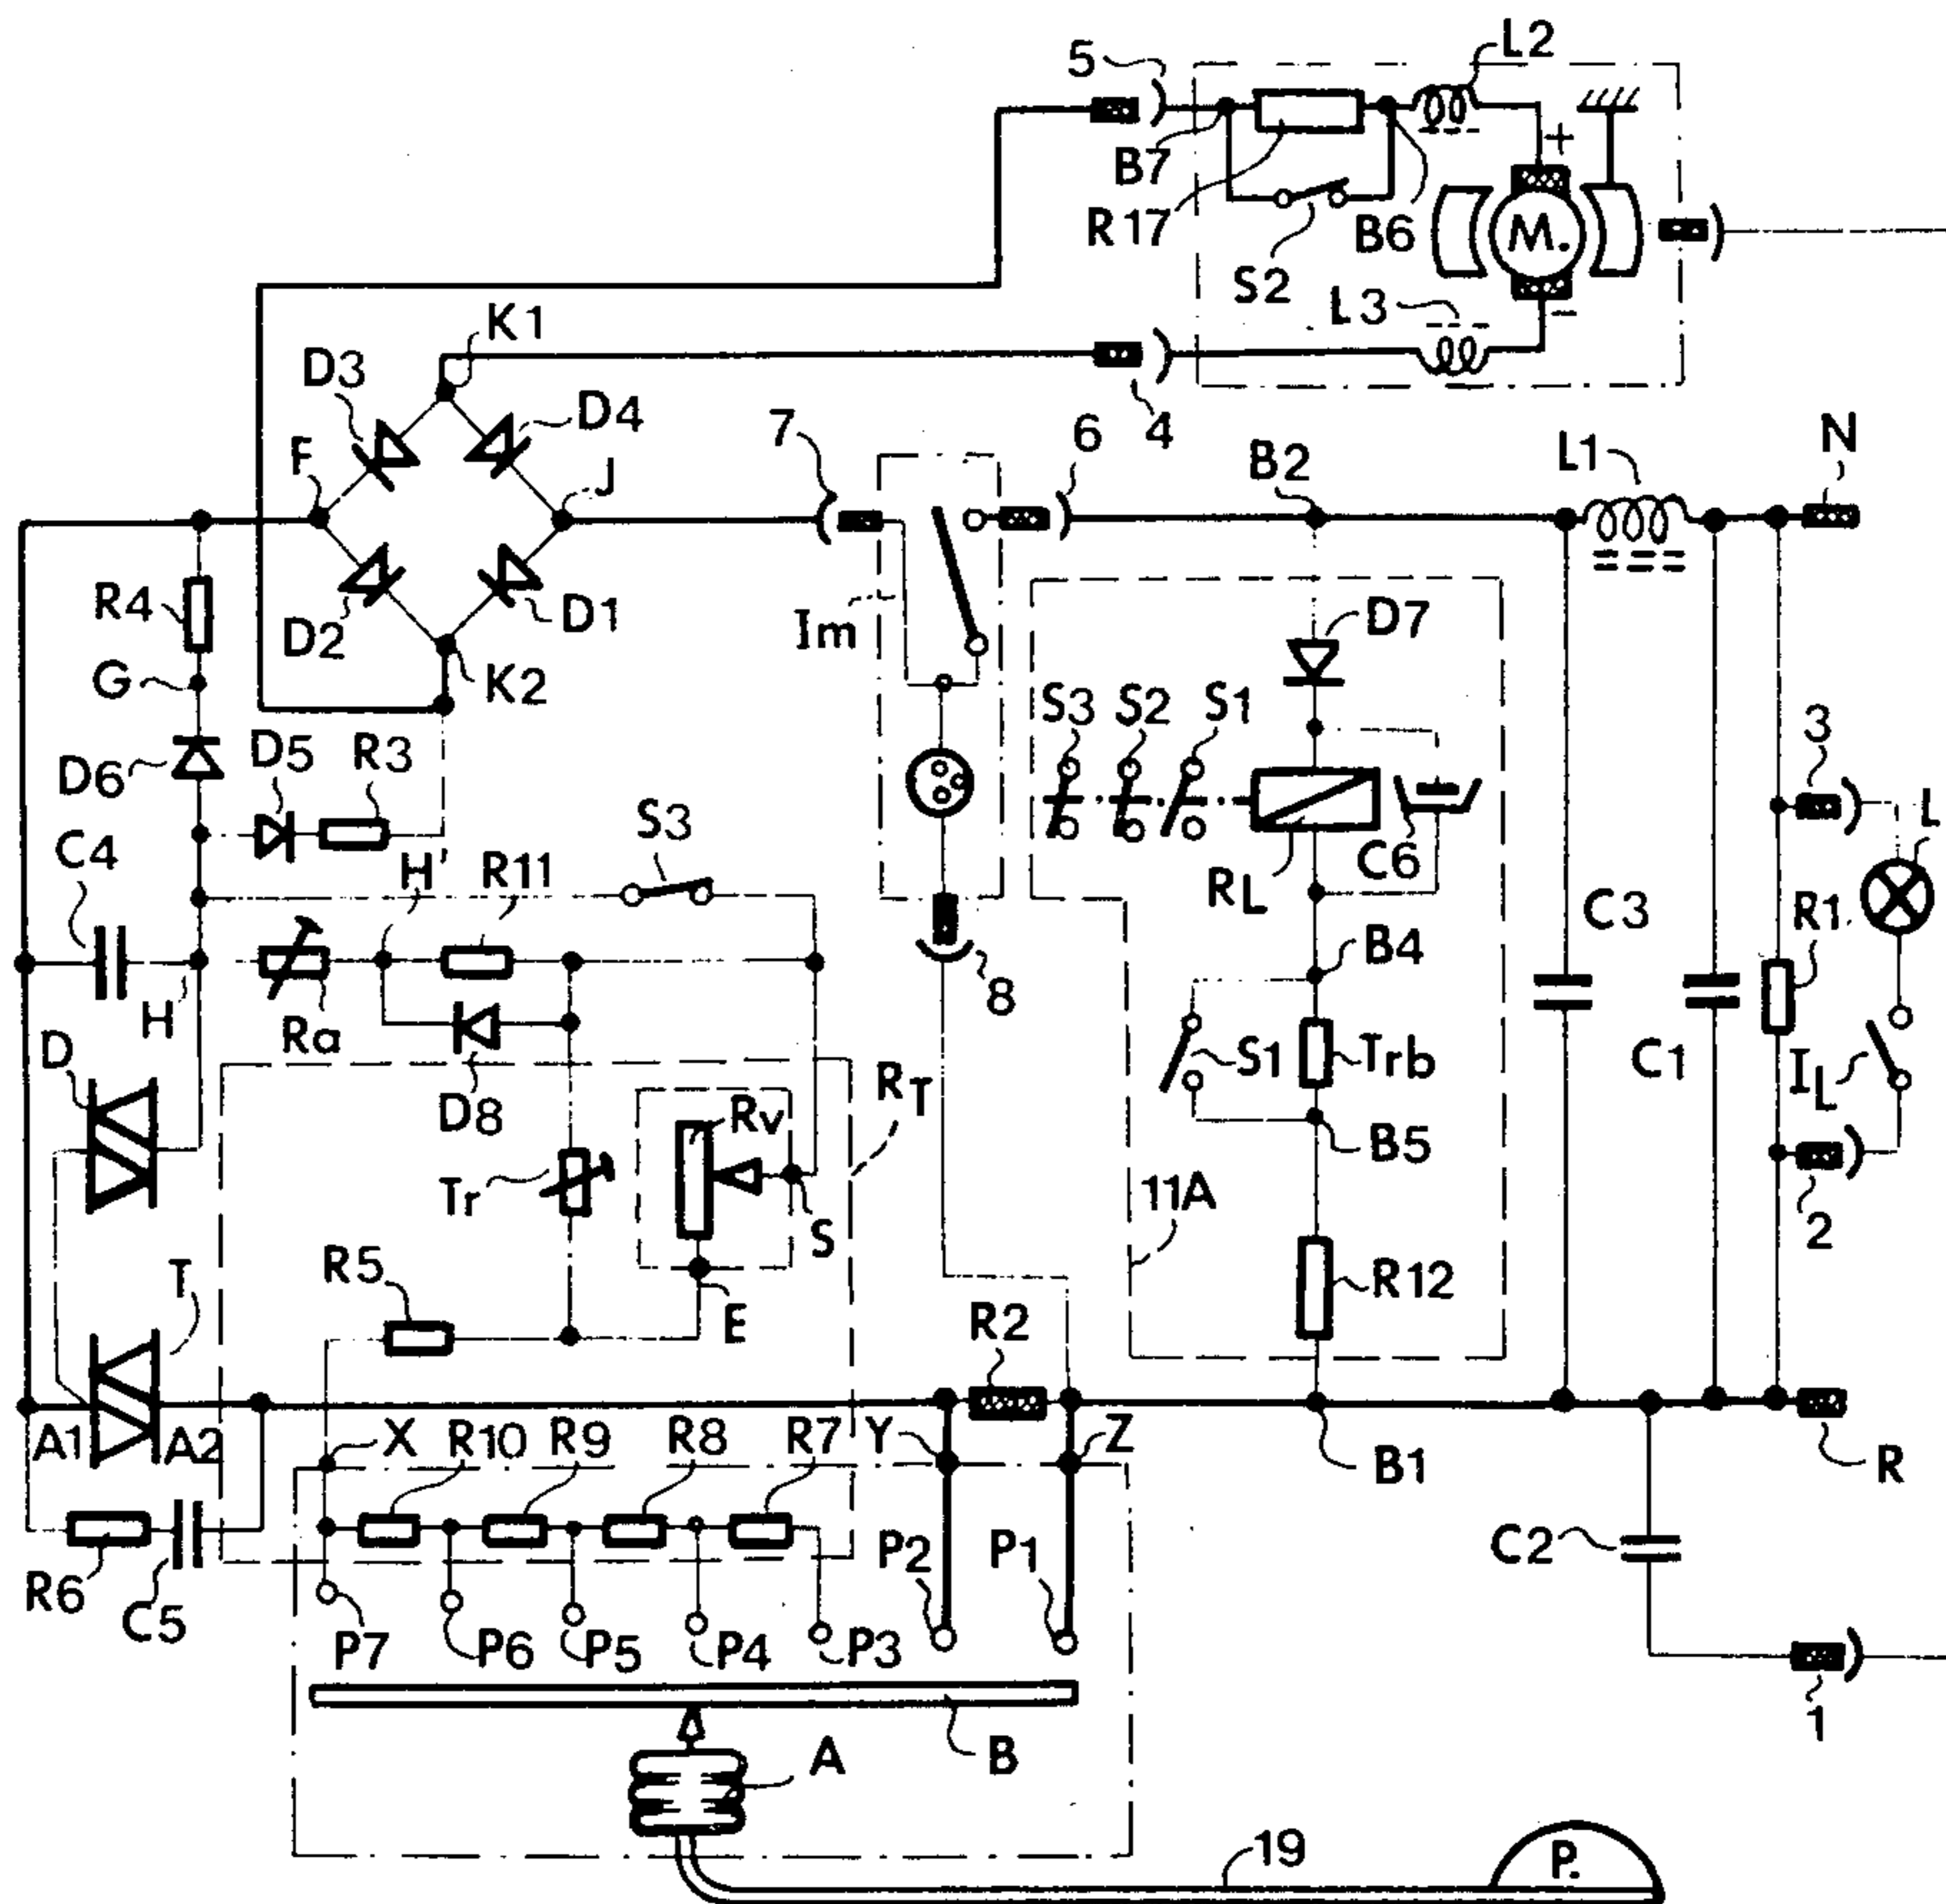 L2
5
+
B7
R17
B6
M.
S2
L3
−
K1
D3
D4
7
6
4
N
F
J
B2
L1
R4
D2
D1
Im
D7
G
K2
S3
S2
S1
3
D5
R3
D6
S3
L
C4
H'
R11
RL
C6
C3
R1
B4
H
Ra
8
D
S1
Trb
C1
IL
D8
Rv
RT
B5
Tr
S
11A
2
T
R5
E
R2
R12
A1
A2
X
R10
R9
R8
R7
Y
Z
B1
R
P2
P1
C2
R6
C5
P7
P6
P5
P4
P3
1
A
B
19
P.